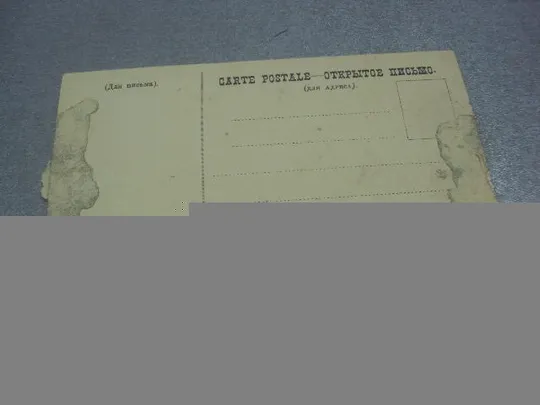 CARTE POSTALE—ОТКРЫТОЕ ПИСЬМО.
(Для письма).
(Для адреса).